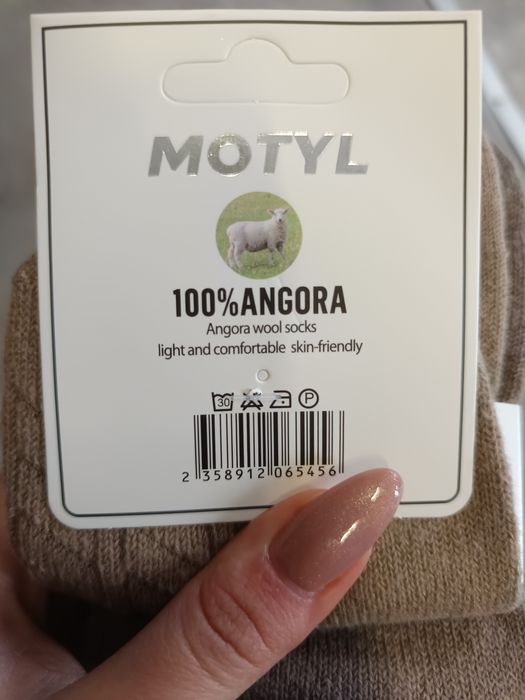 MOTYL
100%ANGORA
Angora wool socks
light and comfortable skin-friendly
30 P
2 358912 065456